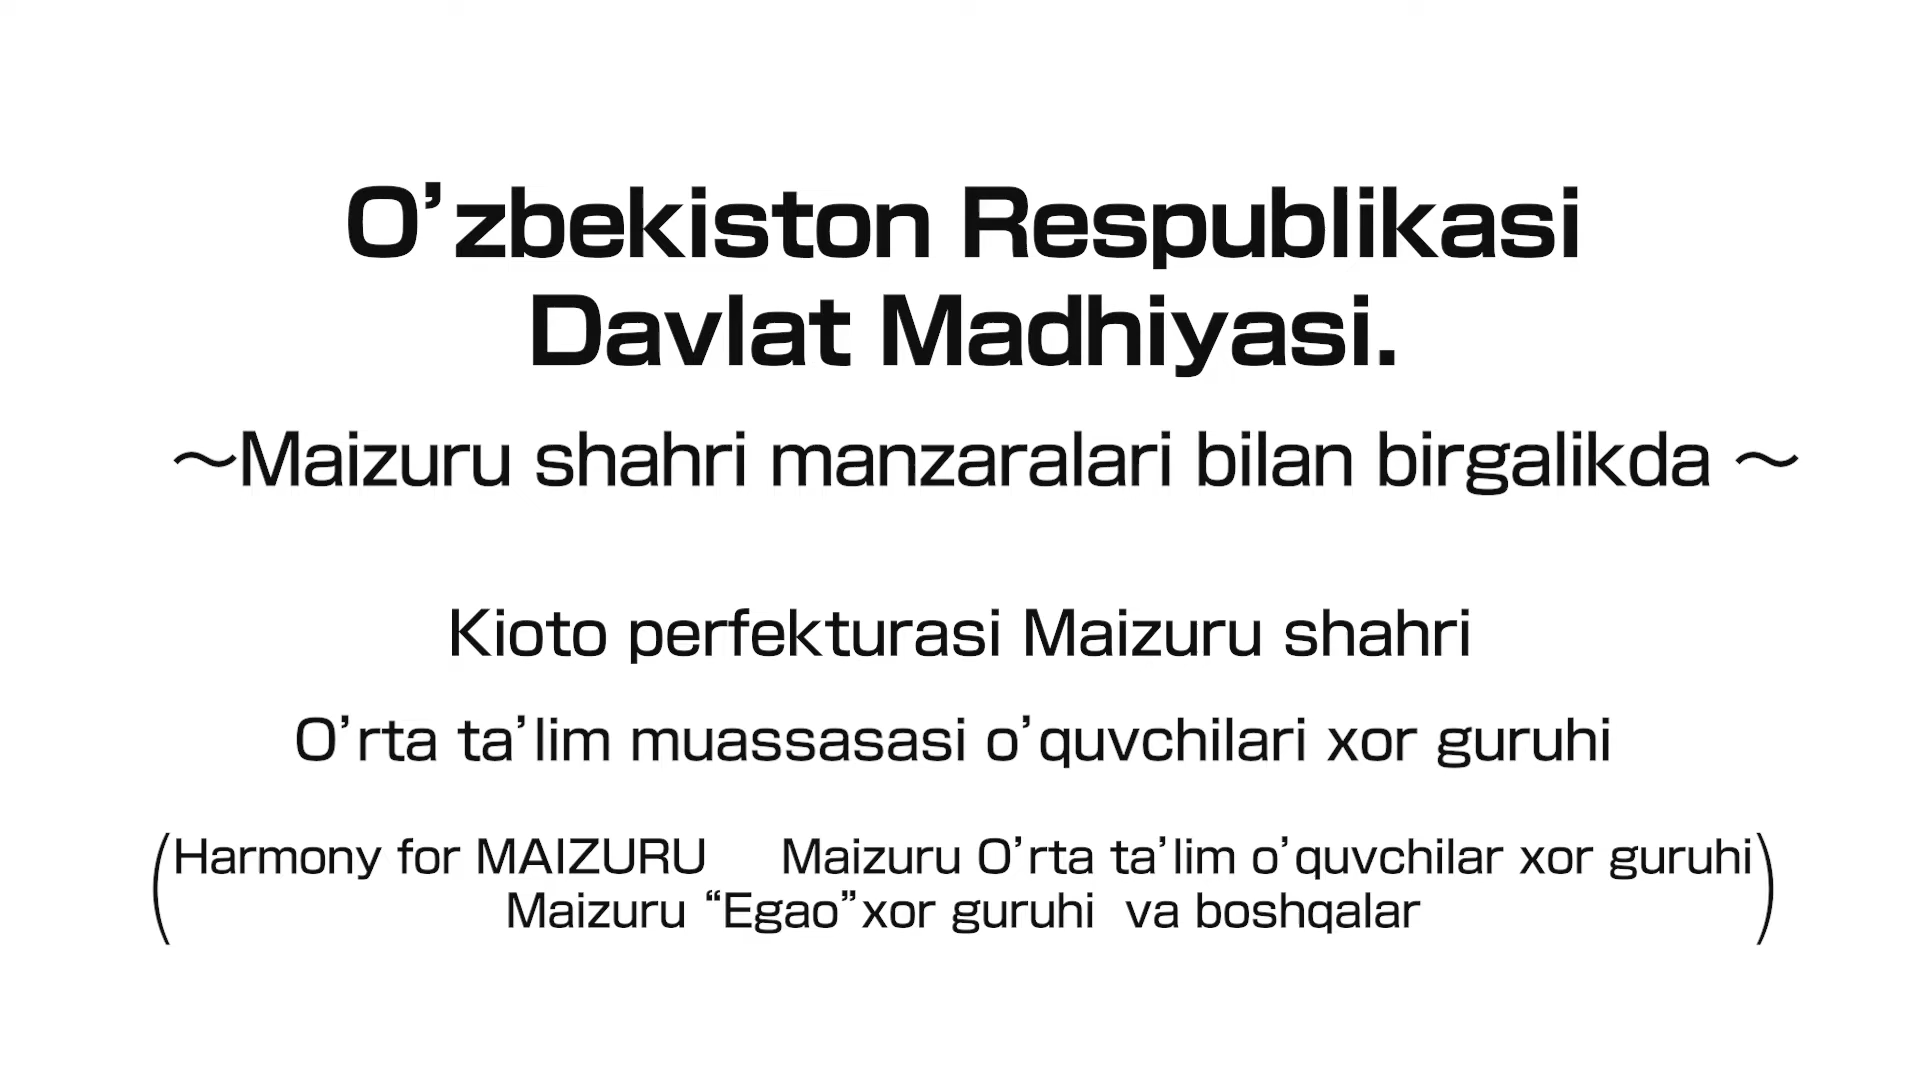 O’zbekiston Respublikasi
Davlat Madhiyasi.
～Maizuru shahri manzaralari bilan birgalikda ～
Kioto perfekturasi Maizuru shahri
O’rta ta’lim muassasasi o’quvchilari xor guruhi
(Harmony for MAIZURU Maizuru O’rta ta’lim o’quvchilar xor guruhi
Maizuru “Egao”xor guruhi va boshqalar)